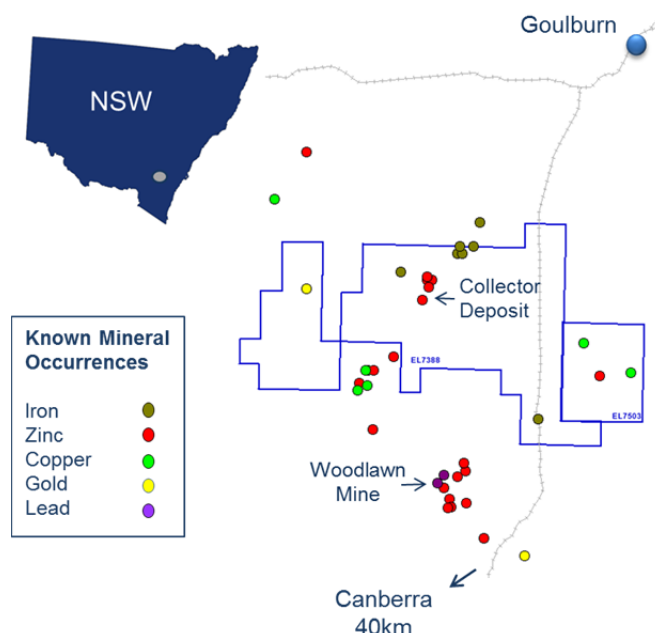 Goulburn
NSW
Collector
Deposit
Known Mineral
Occurrences
Iron
Zinc
Copper
Gold
Lead
EL7388
EL7503
Woodlawn
Mine
Canberra
40km